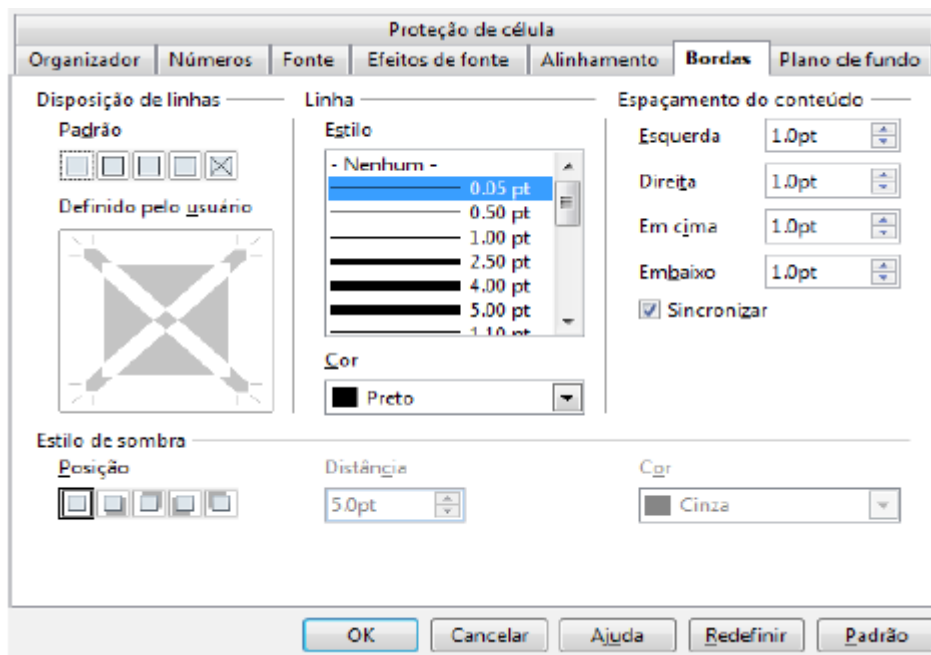 Proteção de célula
Organizador Números Fonte Efeitos de fonte Alinhamento Bordas Plano de fundo
Disposição de linhas Linha Espaçamento do conteúdo
Padrão Estilo Esquerda 1.0pt
- Nenhum -
0.05 pt Direita 1.0pt
Definido pelo usuário 0.50 pt
1.00 pt Em cima 1.0pt
2.50 pt
4.00 pt Embaixo 1.0pt
5.00 pt Sincronizar
1.10 pt
Cor
Preto
Estilo de sombra
Posição Distância Cor
5.0pt Cinza
OK Cancelar Ajuda Redefinir Padrão